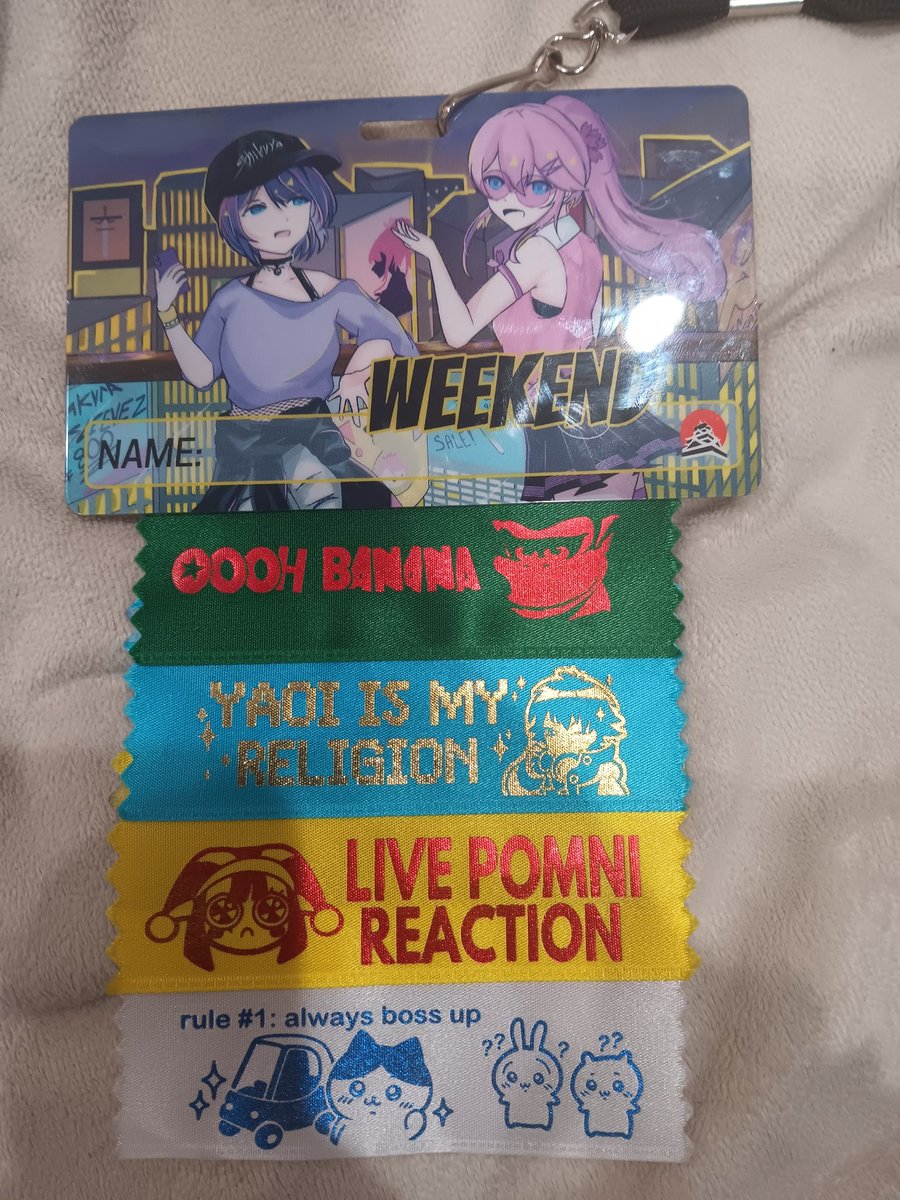 WEEKEND
SALE!
NAME:
OOOH BANANA
YAOI IS MY
RELIGION
LIVE POMNI
REACTION
rule #1: always boss up
?? ? ??